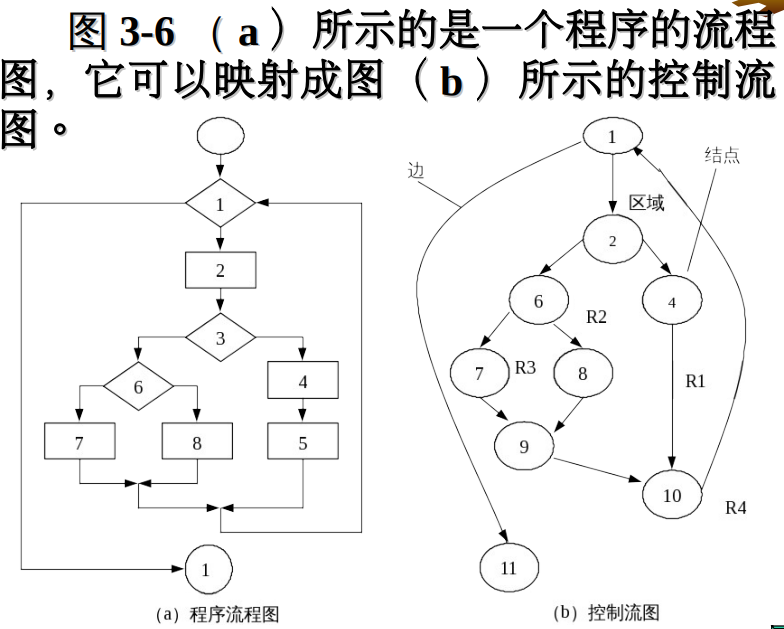 图 3-6 （a）所示的是一个程序的流程
图，它可以映射成图（b）所示的控制流
图。
1
2
3
6
4
7
8
5
1
（a）程序流程图
边
结点
1
区域
2
6
4
R2
7
R3
8
R1
9
10
R4
11
（b）控制流图